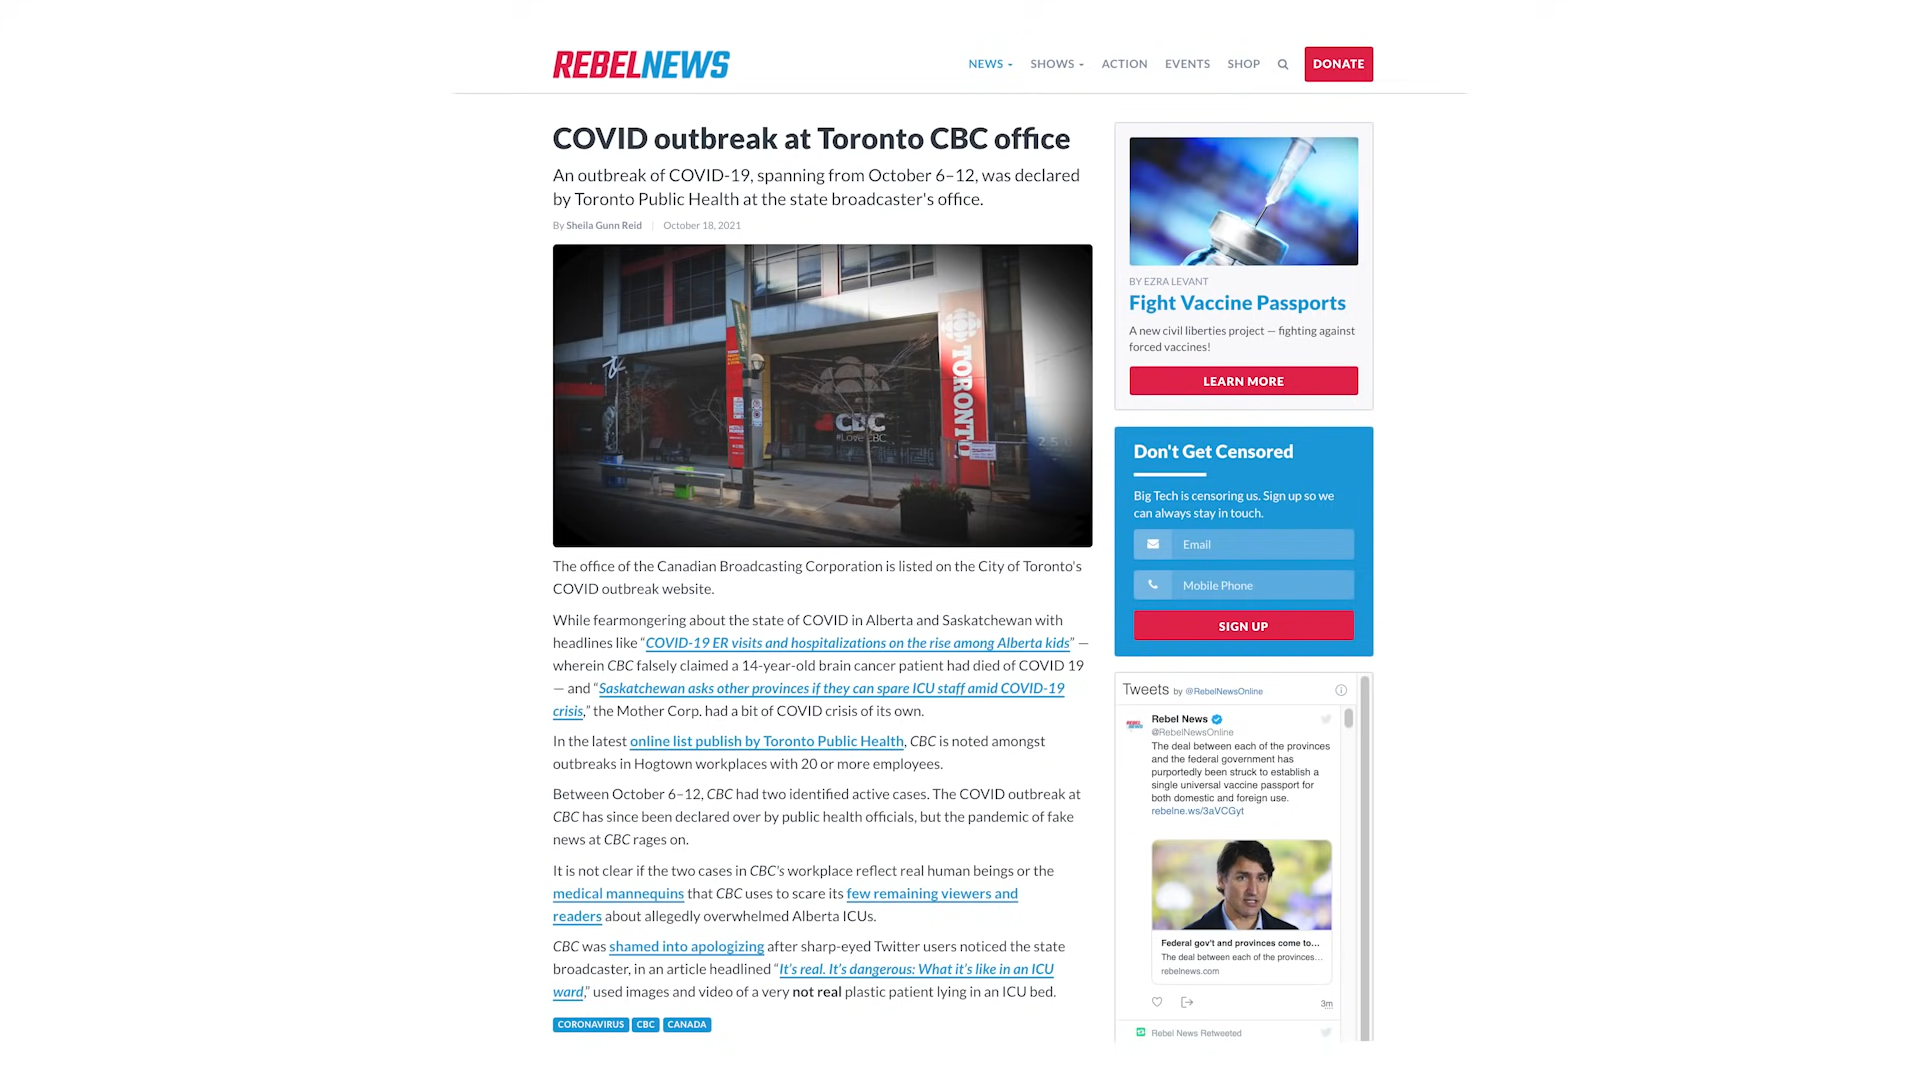 REBELNEWS
NEWS
SHOWS
ACTION
EVENTS
SHOP
DONATE
COVID outbreak at Toronto CBC office
An outbreak of COVID-19, spanning from October 6–12, was declared
by Toronto Public Health at the state broadcaster's office.
By Sheila Gunn Reid | October 18, 2021
TORONTO
CBC
#Love CBC
The office of the Canadian Broadcasting Corporation is listed on the City of Toronto's
COVID outbreak website.
While fearmongering about the state of COVID in Alberta and Saskatchewan with
headlines like “COVID-19 ER visits and hospitalizations on the rise among Alberta kids” —
wherein CBC falsely claimed a 14-year-old brain cancer patient had died of COVID 19
— and “Saskatchewan asks other provinces if they can spare ICU staff amid COVID-19
crisis,” the Mother Corp. had a bit of COVID crisis of its own.
In the latest online list publish by Toronto Public Health, CBC is noted amongst
outbreaks in Hogtown workplaces with 20 or more employees.
Between October 6–12, CBC had two identified active cases. The COVID outbreak at
CBC has since been declared over by public health officials, but the pandemic of fake
news at CBC rages on.
It is not clear if the two cases in CBC's workplace reflect real human beings or the
medical mannequins that CBC uses to scare its few remaining viewers and
readers about allegedly overwhelmed Alberta ICUs.
CBC was shamed into apologizing after sharp-eyed Twitter users noticed the state
broadcaster, in an article headlined “It’s real. It’s dangerous: What it’s like in an ICU
ward,” used images and video of a very not real plastic patient lying in an ICU bed.
CORONAVIRUS
CBC
CANADA
BY EZRA LEVANT
Fight Vaccine Passports
A new civil liberties project — fighting against
forced vaccines!
LEARN MORE
Don't Get Censored
Big Tech is censoring us. Sign up so we
can always stay in touch.
Email
Mobile Phone
SIGN UP
Tweets by @RebelNewsOnline
Rebel News
@RebelNewsOnline
The deal between each of the provinces
and the federal government has
purportedly been struck to establish a
single universal vaccine passport for
both domestic and foreign use.
rebelne.ws/3aVCGyt
Federal gov't and provinces come to...
The deal between each of the provinces...
rebelnews.com
3m
Rebel News Retweeted